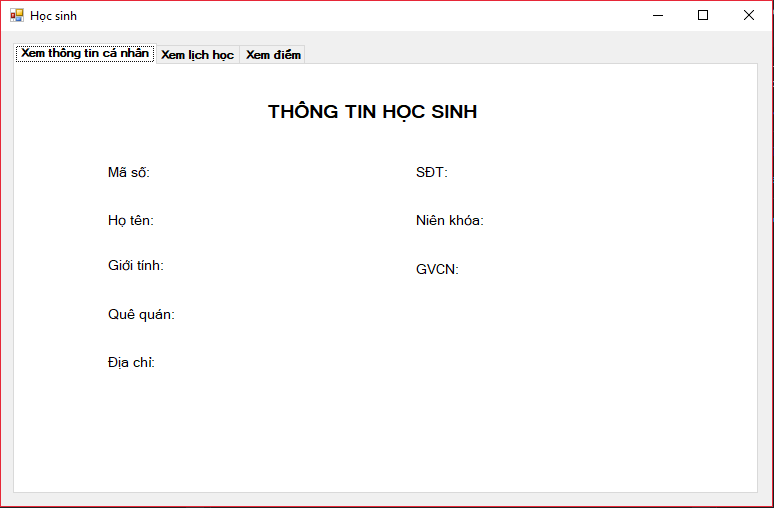 Học sinh
Xem thông tin cá nhân Xem lịch học Xem điểm
THÔNG TIN HỌC SINH
Mã số: SĐT:
Họ tên: Niên khóa:
Giới tính: GVCN:
Quê quán:
Địa chỉ: